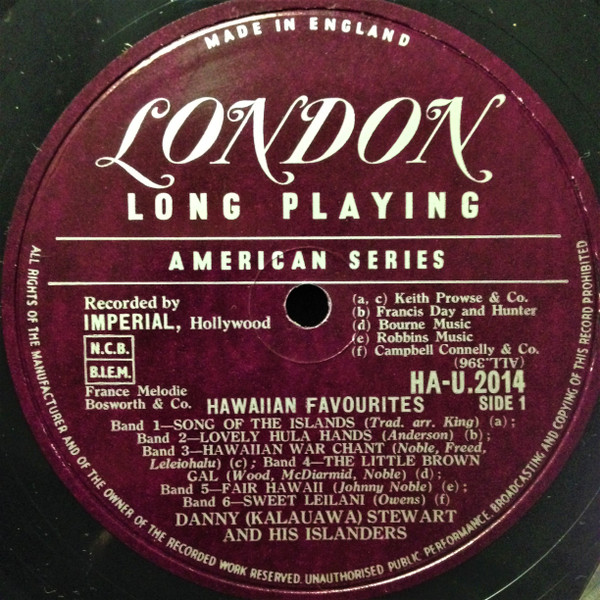 MADE IN ENGLAND
LONDON
LONG PLAYING
AMERICAN SERIES
Recorded by
IMPERIAL, Hollywood
N.C.B.
B.I.E.M.
France Melodie
Bosworth & Co.
(a, c) Keith Prowse & Co.
(b) Francis Day and Hunter
(d) Bourne Music
(e) Robbins Music
(f) Campbell Connelly & Co.
(ALL.396)
HA-U.2014
SIDE 1
HAWAIIAN FAVOURITES
Band 1—SONG OF THE ISLANDS (Trad. arr. King) (a) ;
Band 2—LOVELY HULA HANDS (Anderson) (b) ;
Band 3—HAWAIIAN WAR CHANT (Noble, Freed,
Leleiohalu) (c) ; Band 4—THE LITTLE BROWN
GAL (Wood, McDiarmid, Noble) (d) ;
Band 5—FAIR HAWAII (Johnny Noble) (e) ;
Band 6—SWEET LEILANI (Owens) (f)
DANNY (KALAUAWA) STEWART
AND HIS ISLANDERS
ALL RIGHTS OF THE MANUFACTURER AND OF THE OWNER OF THE RECORDED WORK RESERVED. UNAUTHORISED PUBLIC PERFORMANCE, BROADCASTING AND COPYING OF THIS RECORD PROHIBITED